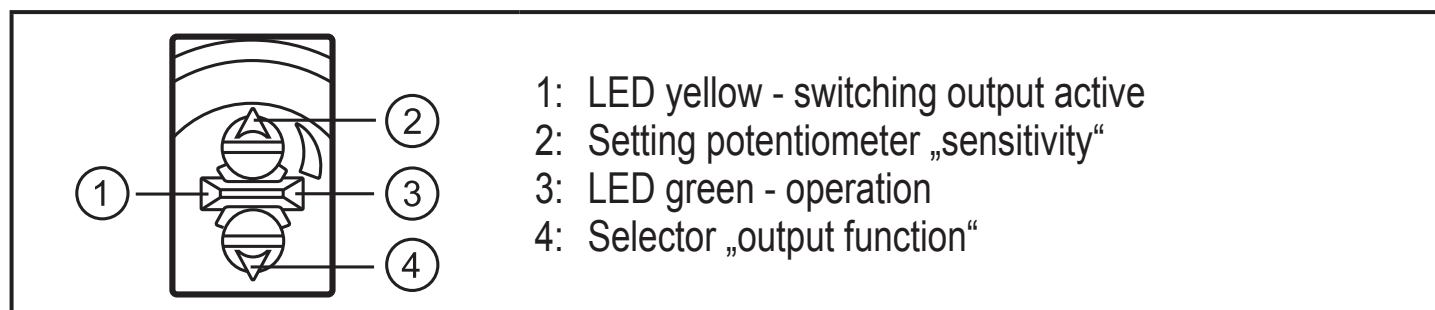 1
2
3
4
1: LED yellow - switching output active
2: Setting potentiometer „sensitivity“
3: LED green - operation
4: Selector „output function“